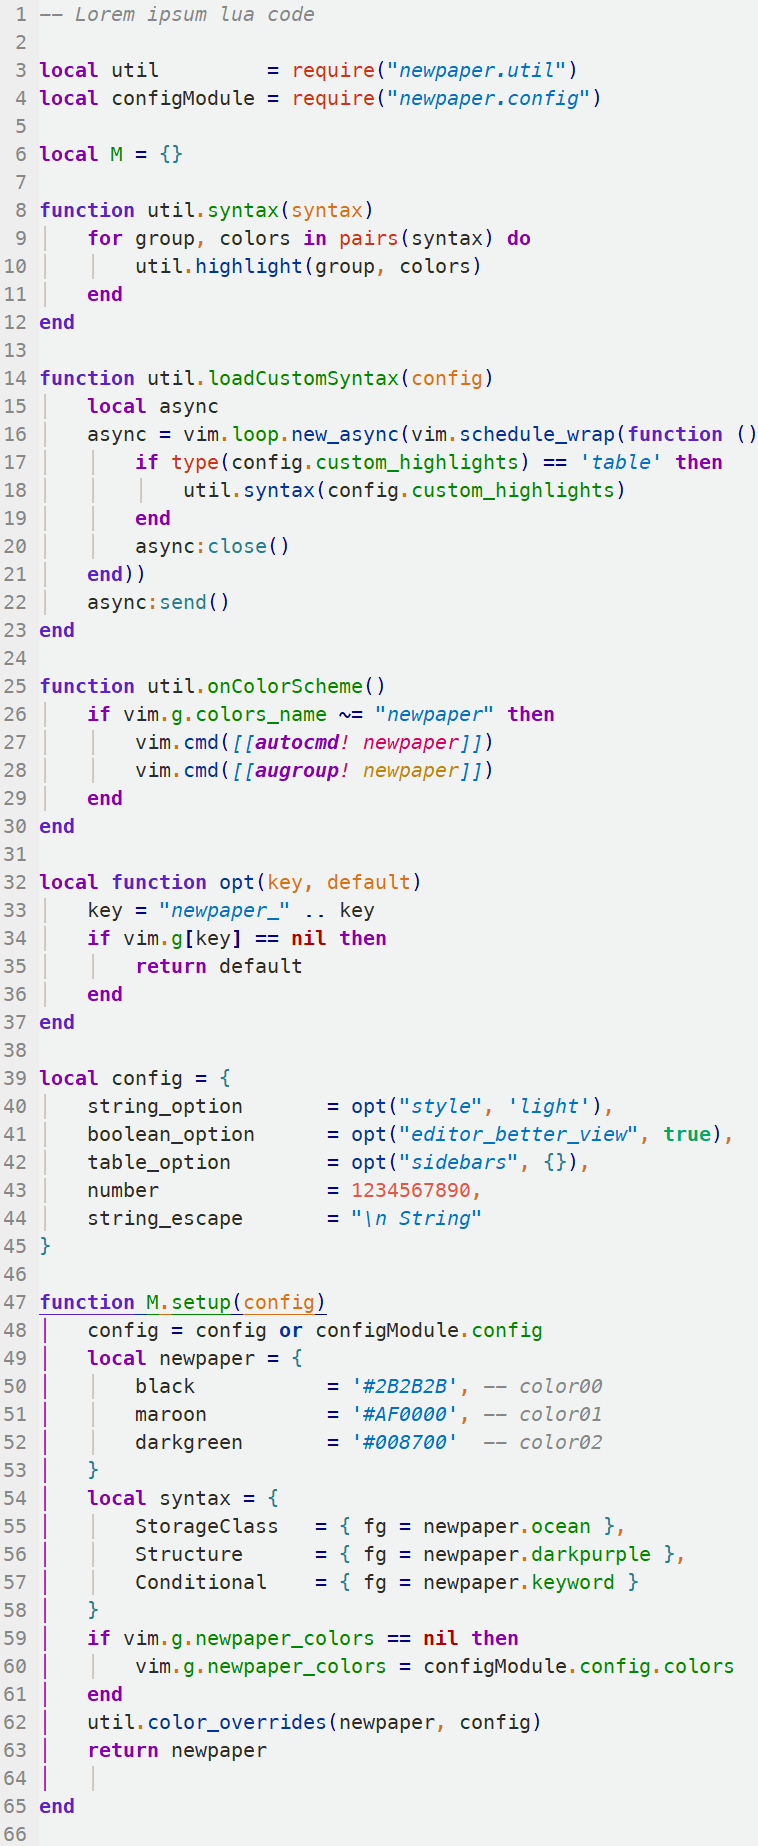 1 -- Lorem ipsum lua code
2
3 local util         = require("newpaper.util")
4 local configModule = require("newpaper.config")
5
6 local M = {}
7
8 function util.syntax(syntax)
9     for group, colors in pairs(syntax) do
10         util.highlight(group, colors)
11     end
12 end
13
14 function util.loadCustomSyntax(config)
15     local async
16     async = vim.loop.new_async(vim.schedule_wrap(function ()
17         if type(config.custom_highlights) == 'table' then
18             util.syntax(config.custom_highlights)
19         end
20         async:close()
21     end))
22     async:send()
23 end
24
25 function util.onColorScheme()
26     if vim.g.colors_name ~= "newpaper" then
27         vim.cmd([[autocmd! newpaper]])
28         vim.cmd([[augroup! newpaper]])
29     end
30 end
31
32 local function opt(key, default)
33     key = "newpaper_" .. key
34     if vim.g[key] == nil then
35         return default
36     end
37 end
38
39 local config = {
40     string_option       = opt("style", 'light'),
41     boolean_option      = opt("editor_better_view", true),
42     table_option        = opt("sidebars", {}),
43     number              = 1234567890,
44     string_escape       = "\n String"
45 }
46
47 function M.setup(config)
48     config = config or configModule.config
49     local newpaper = {
50         black           = '#2B2B2B', -- color00
51         maroon          = '#AF0000', -- color01
52         darkgreen       = '#008700'  -- color02
53     }
54     local syntax = {
55         StorageClass   = { fg = newpaper.ocean },
56         Structure      = { fg = newpaper.darkpurple },
57         Conditional    = { fg = newpaper.keyword }
58     }
59     if vim.g.newpaper_colors == nil then
60         vim.g.newpaper_colors = configModule.config.colors
61     end
62     util.color_overrides(newpaper, config)
63     return newpaper
64
65 end
66